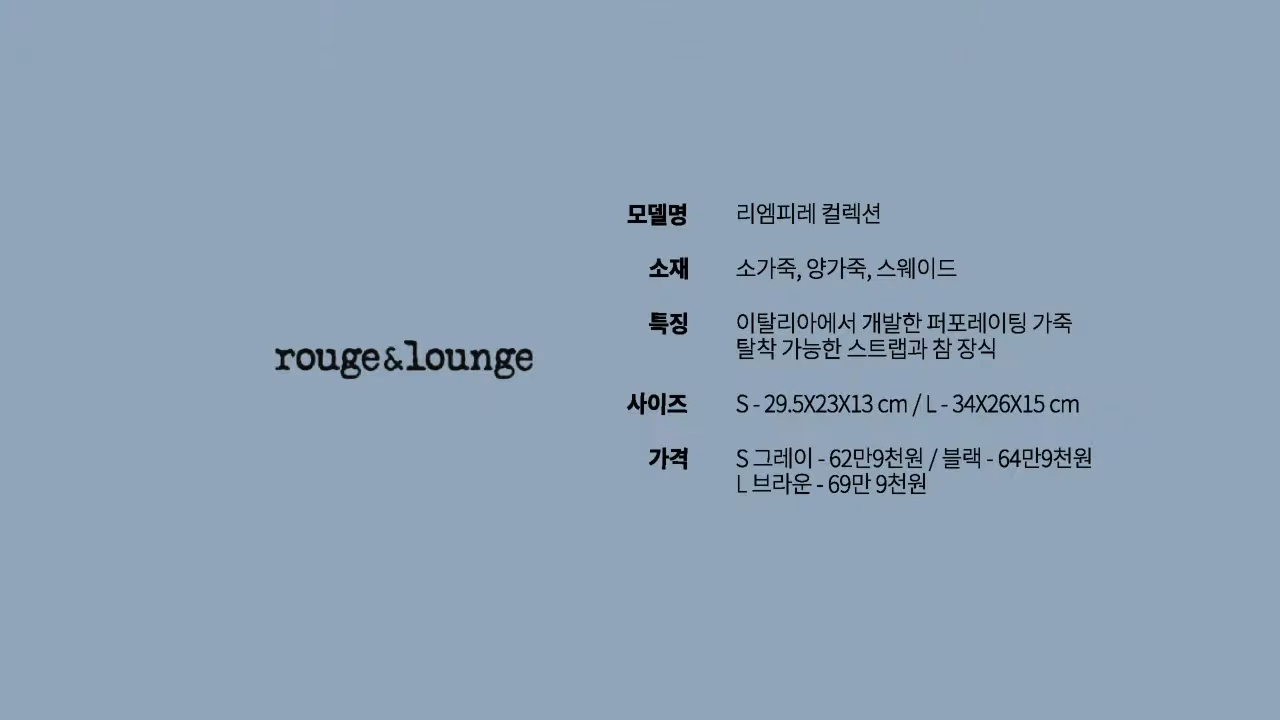 rouge&lounge
모델명 리엠피레 컬렉션
소재 소가죽, 양가죽, 스웨이드
특징 이탈리아에서 개발한 퍼포레이팅 가죽
탈착 가능한 스트랩과 참 장식
사이즈 S - 29.5X23X13 cm / L - 34X26X15 cm
가격 S 그레이 - 62만9천원 / 블랙 - 64만9천원
L 브라운 - 69만 9천원